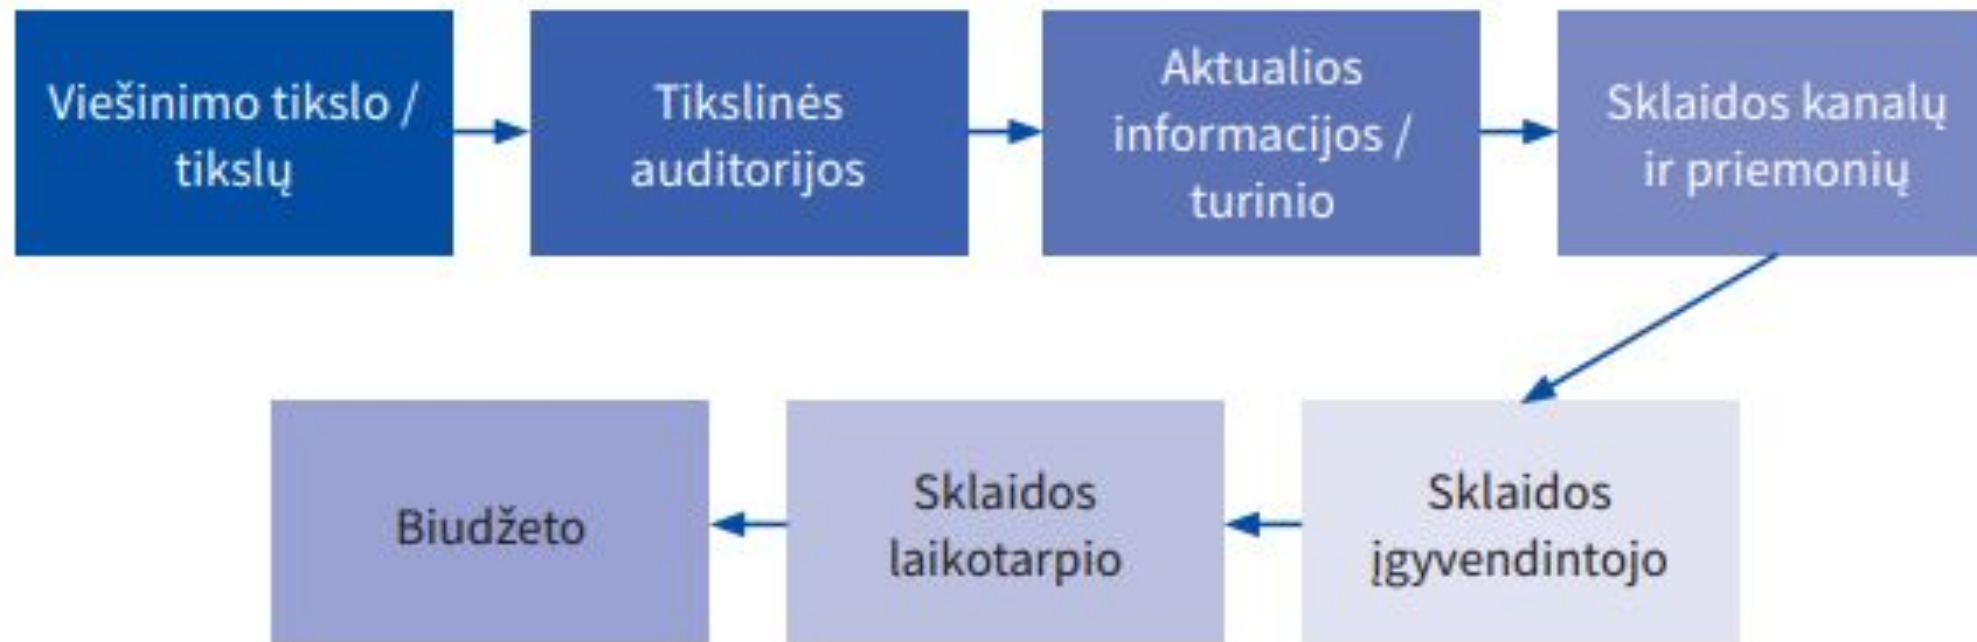 Viešinimo tikslo /
tikslų
Tikslinės
auditorijos
Aktualios
informacijos /
turinio
Sklaidos kanalų
ir priemonių
Sklaidos
įgyvendintojo
Sklaidos
laikotarpio
Biudžeto